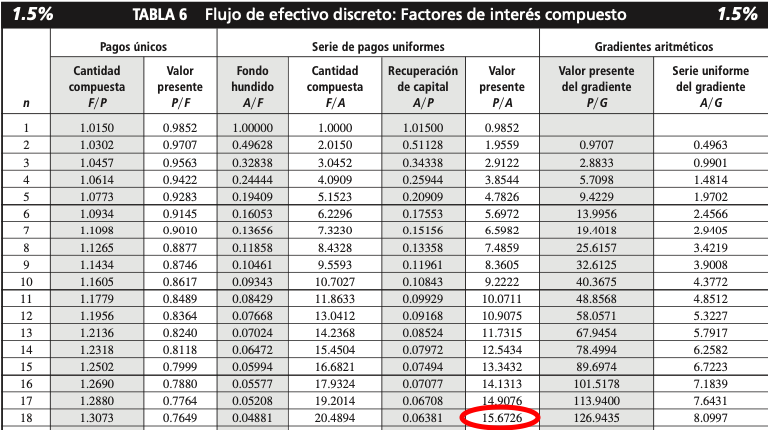 1.5% TABLA 6 Flujo de efectivo discreto: Factores de interés compuesto 1.5%
Pagos únicos Serie de pagos uniformes Gradientes aritméticos
Cantidad Valor Fondo Cantidad Recuperación Valor Valor presente Serie uniforme
compuesta presente hundido compuesta de capital presente del gradiente del gradiente
n F/P P/F A/F F/A A/P P/A P/G A/G
1 1.0150 0.9852 1.00000 1.0000 1.01500 0.9852
2 1.0302 0.9707 0.49628 2.0150 0.51128 1.9559 0.9707 0.4963
3 1.0457 0.9563 0.32838 3.0452 0.34338 2.9122 2.8833 0.9901
4 1.0614 0.9422 0.24444 4.0909 0.25944 3.8544 5.7098 1.4814
5 1.0773 0.9283 0.19409 5.1523 0.20909 4.7826 9.4229 1.9702
6 1.0934 0.9145 0.16053 6.2296 0.17553 5.6972 13.9956 2.4566
7 1.1098 0.9010 0.13656 7.3230 0.15156 6.5982 19.4018 2.9405
8 1.1265 0.8877 0.11858 8.4328 0.13358 7.4859 25.6157 3.4219
9 1.1434 0.8746 0.10461 9.5593 0.11961 8.3605 32.6125 3.9008
10 1.1605 0.8617 0.09343 10.7027 0.10843 9.2222 40.3675 4.3772
11 1.1779 0.8489 0.08429 11.8633 0.09929 10.0711 48.8568 4.8512
12 1.1956 0.8364 0.07668 13.0412 0.09168 10.9075 58.0571 5.3227
13 1.2136 0.8240 0.07024 14.2368 0.08524 11.7315 67.9454 5.7917
14 1.2318 0.8118 0.06472 15.4504 0.07972 12.5434 78.4994 6.2582
15 1.2502 0.7999 0.05994 16.6821 0.07494 13.3432 89.6974 6.7223
16 1.2690 0.7880 0.05577 17.9324 0.07077 14.1313 101.5178 7.1839
17 1.2880 0.7764 0.05208 19.2014 0.06708 14.9076 113.9400 7.6431
18 1.3073 0.7649 0.04881 20.4894 0.06381 15.6726 126.9435 8.0997